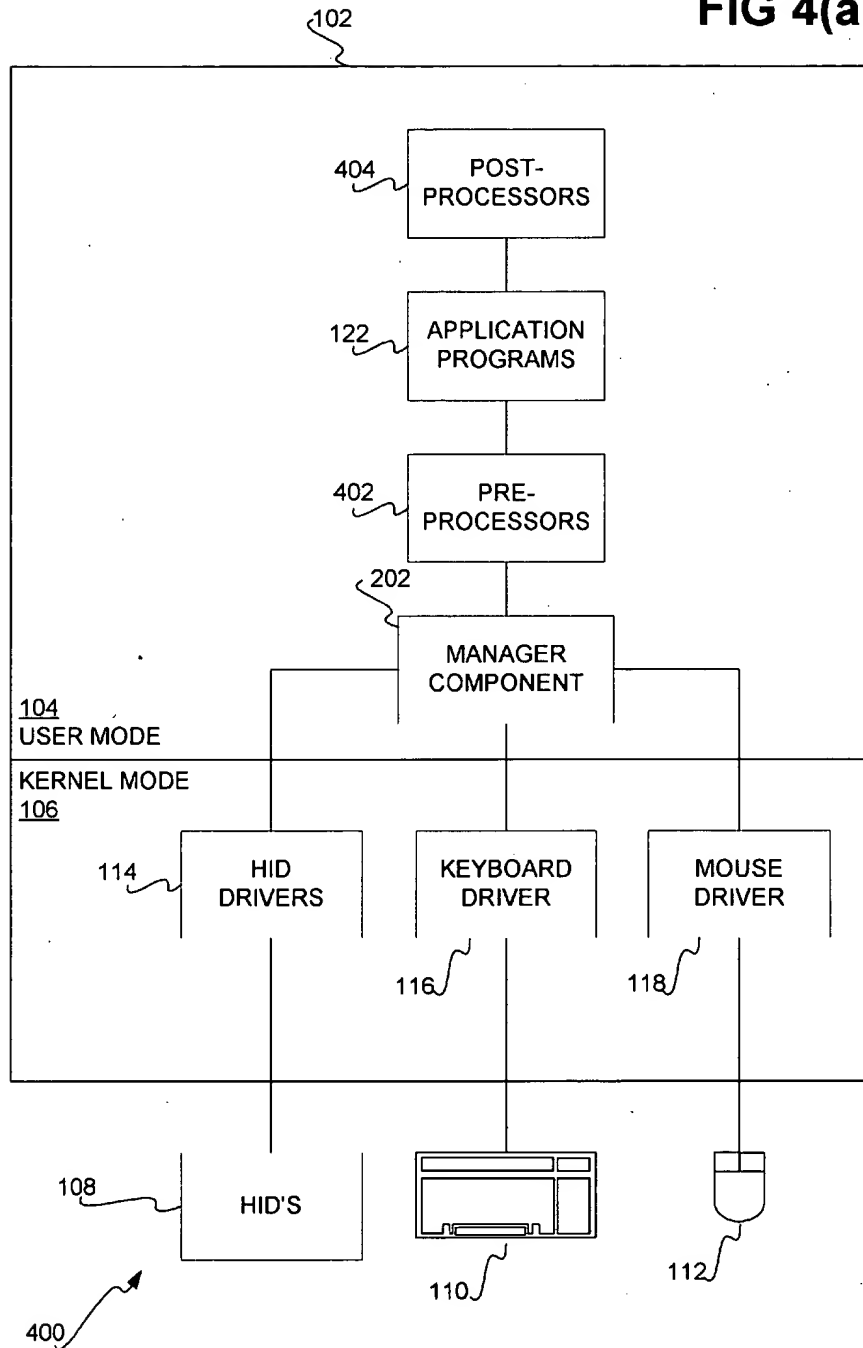 FIG 4(a
102
404
POST-
PROCESSORS
122
APPLICATION
PROGRAMS
402
PRE-
PROCESSORS
202
MANAGER
COMPONENT
104
USER MODE
KERNEL MODE
106
114
HID
DRIVERS
KEYBOARD
DRIVER
MOUSE
DRIVER
116
118
108
HID'S
110
112
400